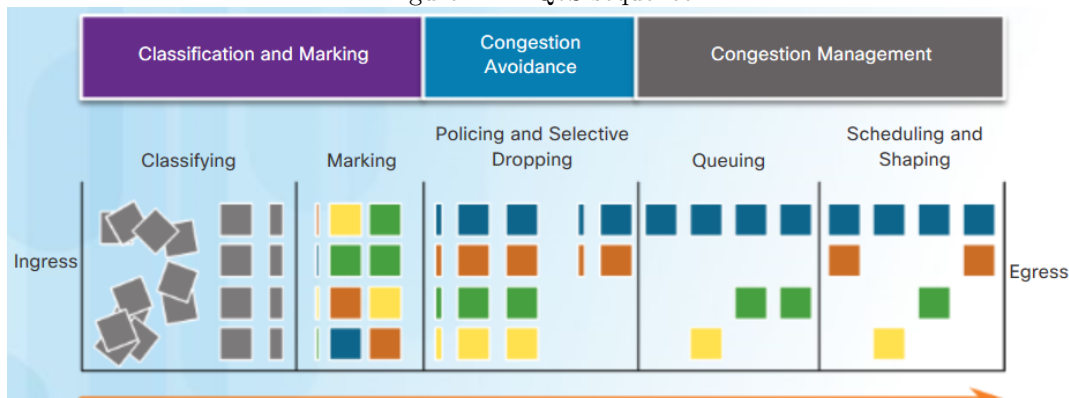 QoS
Classification and Marking
Congestion
Avoidance
Congestion Management
Classifying
Marking
Policing and Selective
Dropping
Queuing
Scheduling and
Shaping
Ingress
Egress